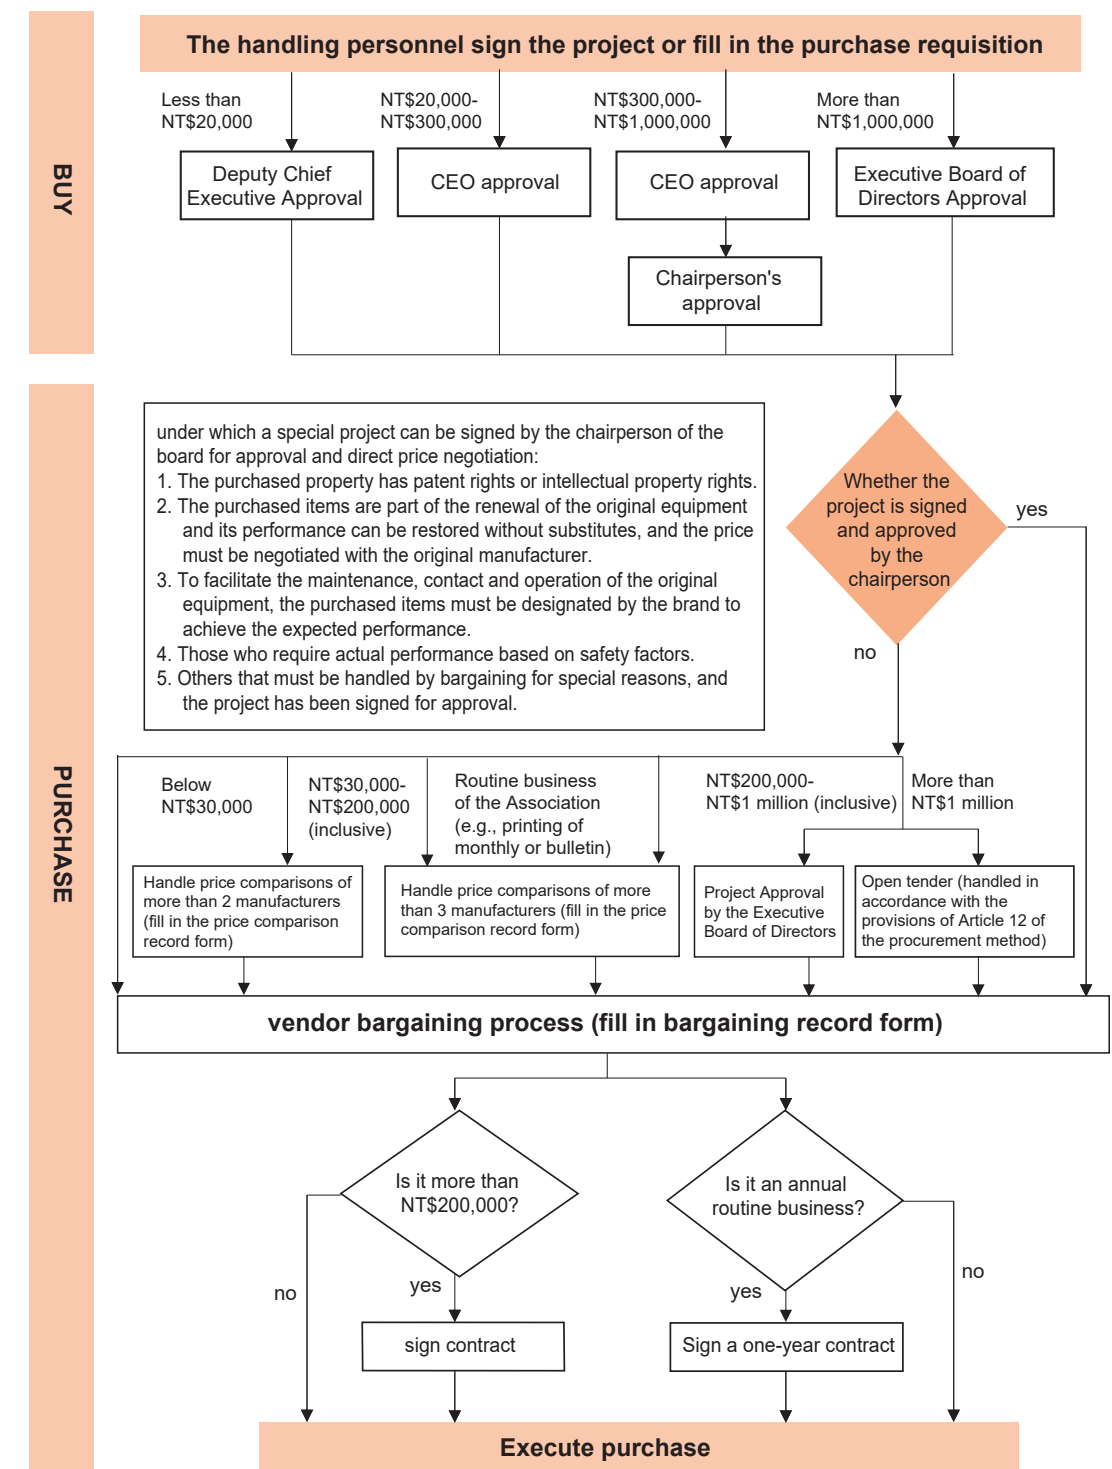 The handling personnel sign the project or fill in the purchase requisition
BUY
Less than
NT$20,000
NT$20,000-
NT$300,000
NT$300,000-
NT$1,000,000
More than
NT$1,000,000
Deputy Chief
Executive Approval
CEO approval
CEO approval
Executive Board of
Directors Approval
Chairperson's
approval
PURCHASE
under which a special project can be signed by the chairperson of the
board for approval and direct price negotiation:
1. The purchased property has patent rights or intellectual property rights.
2. The purchased items are part of the renewal of the original equipment
and its performance can be restored without substitutes, and the price
must be negotiated with the original manufacturer.
3. To facilitate the maintenance, contact and operation of the original
equipment, the purchased items must be designated by the brand to
achieve the expected performance.
4. Those who require actual performance based on safety factors.
5. Others that must be handled by bargaining for special reasons, and
the project has been signed for approval.
Whether the
project is signed
and approved
by the
chairperson
yes
no
Below
NT$30,000
NT$30,000-
NT$200,000
(inclusive)
Routine business
of the Association
(e.g., printing of
monthly or bulletin)
NT$200,000-
NT$1 million (inclusive)
More than
NT$1 million
Handle price comparisons of
more than 2 manufacturers
(fill in the price comparison
record form)
Handle price comparisons of more
than 3 manufacturers (fill in the price
comparison record form)
Project Approval
by the Executive
Board of Directors
Open tender (handled in
accordance with the
provisions of Article 12 of
the procurement method)
vendor bargaining process (fill in bargaining record form)
Is it more than
NT$200,000?
Is it an annual
routine business?
no
yes
yes
no
sign contract
Sign a one-year contract
Execute purchase